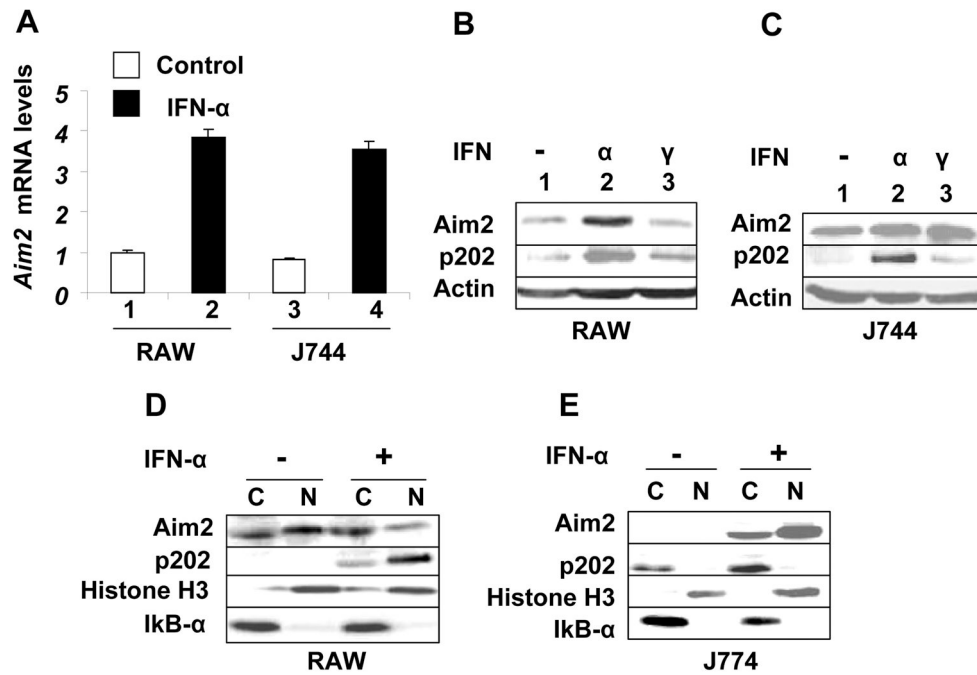 A
Control
IFN-α
Aim2 mRNA levels
5
4
3
2
1
0
1 2 3 4
RAW J744
B
IFN - α γ
1 2 3
Aim2
p202
Actin
RAW
C
IFN - α γ
1 2 3
Aim2
p202
Actin
J744
D
IFN-α - +
C N C N
Aim2
p202
Histone H3
IkB-α
RAW
E
IFN-α - +
C N C N
Aim2
p202
Histone H3
IkB-α
J774